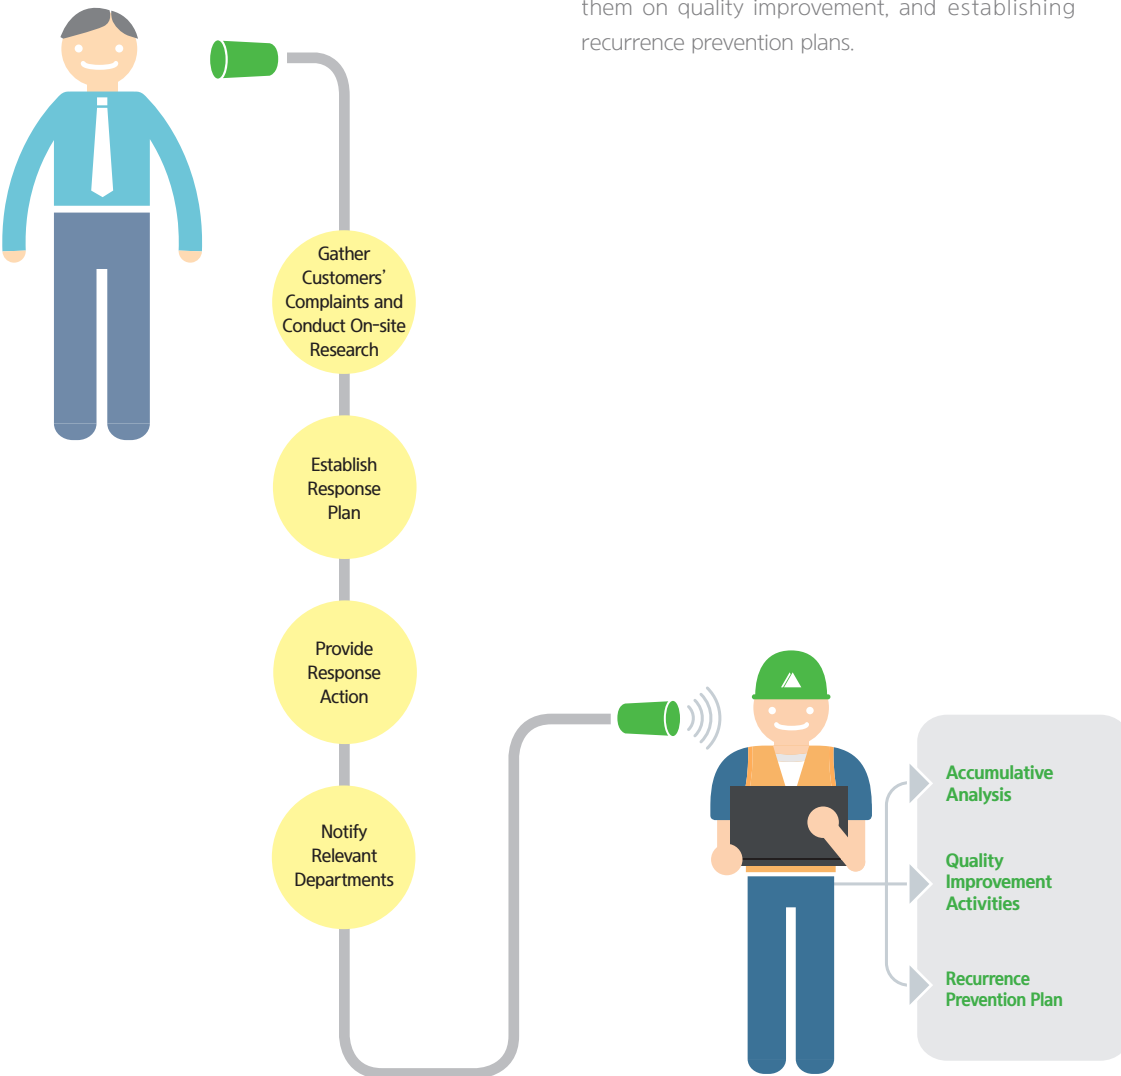 them on quality improvement, and establishing
recurrence prevention plans.
Gather
Customers’
Complaints and
Conduct On-site
Research
Establish
Response
Plan
Provide
Response
Action
Notify
Relevant
Departments
Accumulative
Analysis
Quality
Improvement
Activities
Recurrence
Prevention Plan